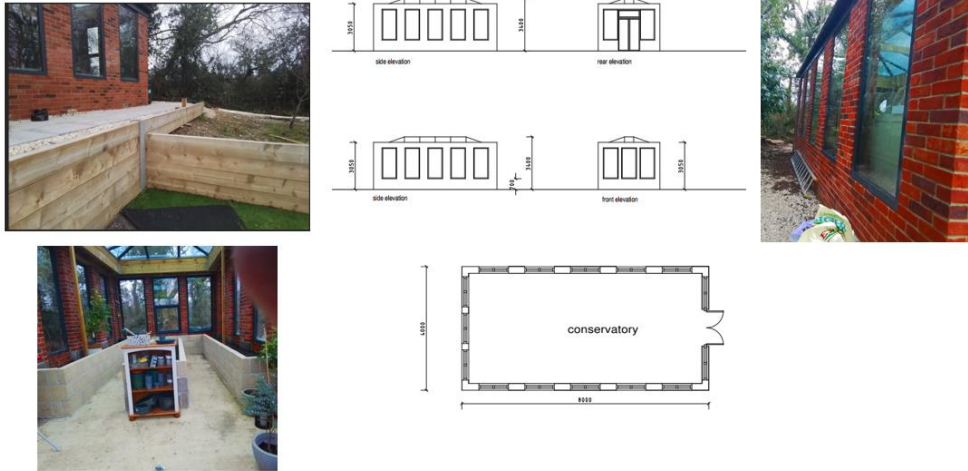 3050
3400
side elevation
rear elevation
3050
700
3400
3050
side elevation
front elevation
4000
conservatory
8000